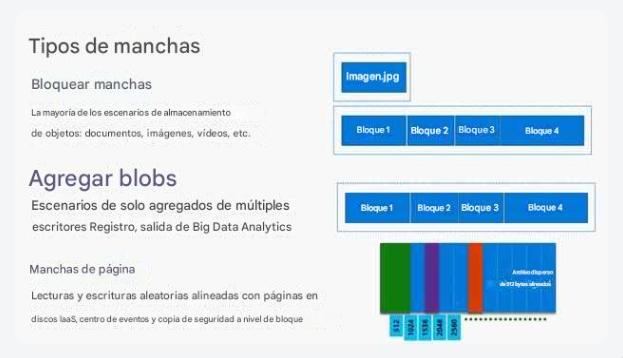 Tipos de manchas
Bloquear manchas
La mayoría de los escenarios de almacenamiento
de objetos: documentos, imágenes, vídeos, etc.
Imagen.jpg
Bloque 1 Bloque 2 Bloque 3 Bloque 4
Agregar blobs
Escenarios de solo agregados de múltiples
escritores Registro, salida de Big Data Analytics
Bloque 1 Bloque 2 Bloque 3 Bloque 4
Manchas de página
Lecturas y escrituras aleatorias alineadas con páginas en
discos IaaS, centro de eventos y copia de seguridad a nivel de bloque
Archivo disperso
de 512 bytes alineados
512
1024
1536
2048
2560